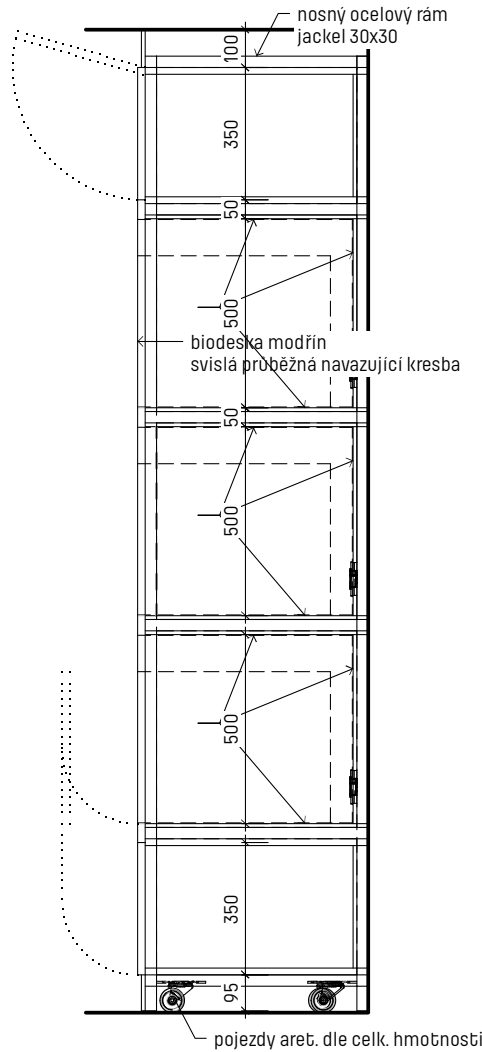 nosný ocelový rám
jackel 30x30
100
350
50
500
biodeska modřín
svislá průběžná navazující kresba
50
500
500
350
95
pojezdy aret. dle celk. hmotnosti